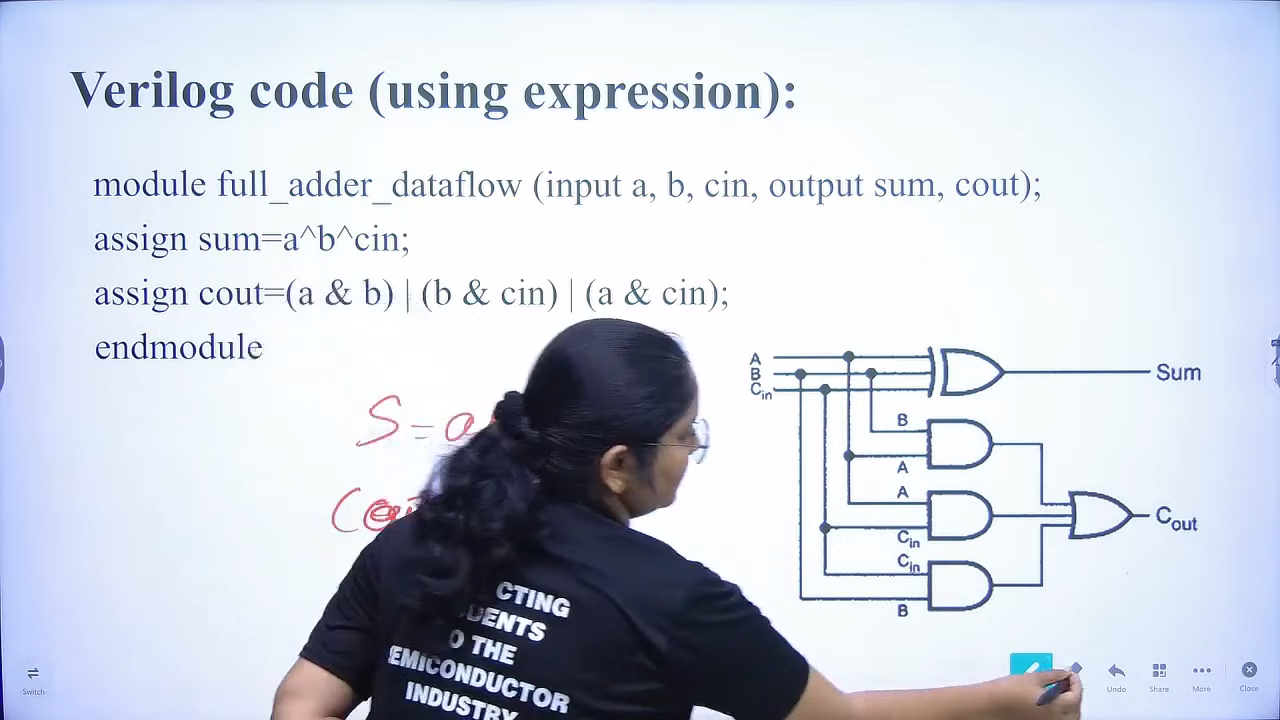 Verilog code (using expression):
module full_adder_dataflow (input a, b, cin, output sum, cout);
assign sum=a^b^cin;
assign cout=(a & b) | (b & cin) | (a & cin);
endmodule
S = a
A
B
Cin
Sum
B
A
A
Cin
Cin
B
Cout
CTING
DENTS
O THE
EMICONDUCTOR
INDUSTRY
Switch
Undo
Share
More
Close